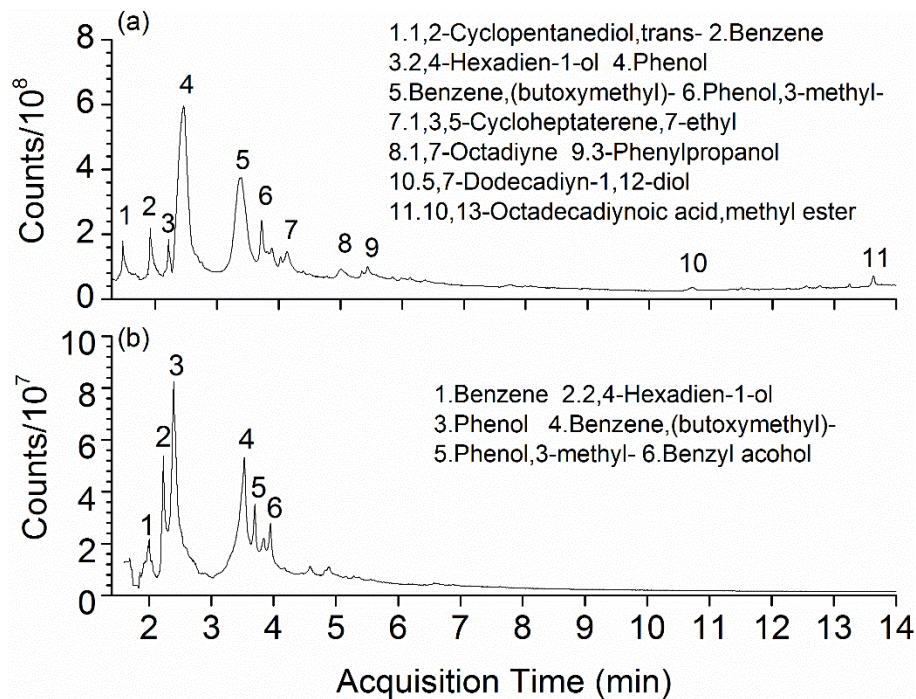 (a)
1.1,2-Cyclopentanediol,trans- 2.Benzene
3.2,4-Hexadien-1-ol 4.Phenol
5.Benzene,(butoxymethyl)- 6.Phenol,3-methyl-
7.1,3,5-Cycloheptaterene,7-ethyl
8.1,7-Octadiyne 9.3-Phenylpropanol
10.5,7-Dodecadiyn-1,12-diol
11.10,13-Octadecadiynoic acid,methyl ester
Counts/10⁸
8
6
4
2
0
1
2
3
4
5
6
7
8
9
10
11
(b)
1.Benzene 2.2,4-Hexadien-1-ol
3.Phenol 4.Benzene,(butoxymethyl)-
5.Phenol,3-methyl- 6.Benzyl acohol
Counts/10⁷
10
8
6
4
2
0
1
2
3
4
5
6
2 3 4 5 6 7 8 9 10 11 12 13 14
Acquisition Time (min)